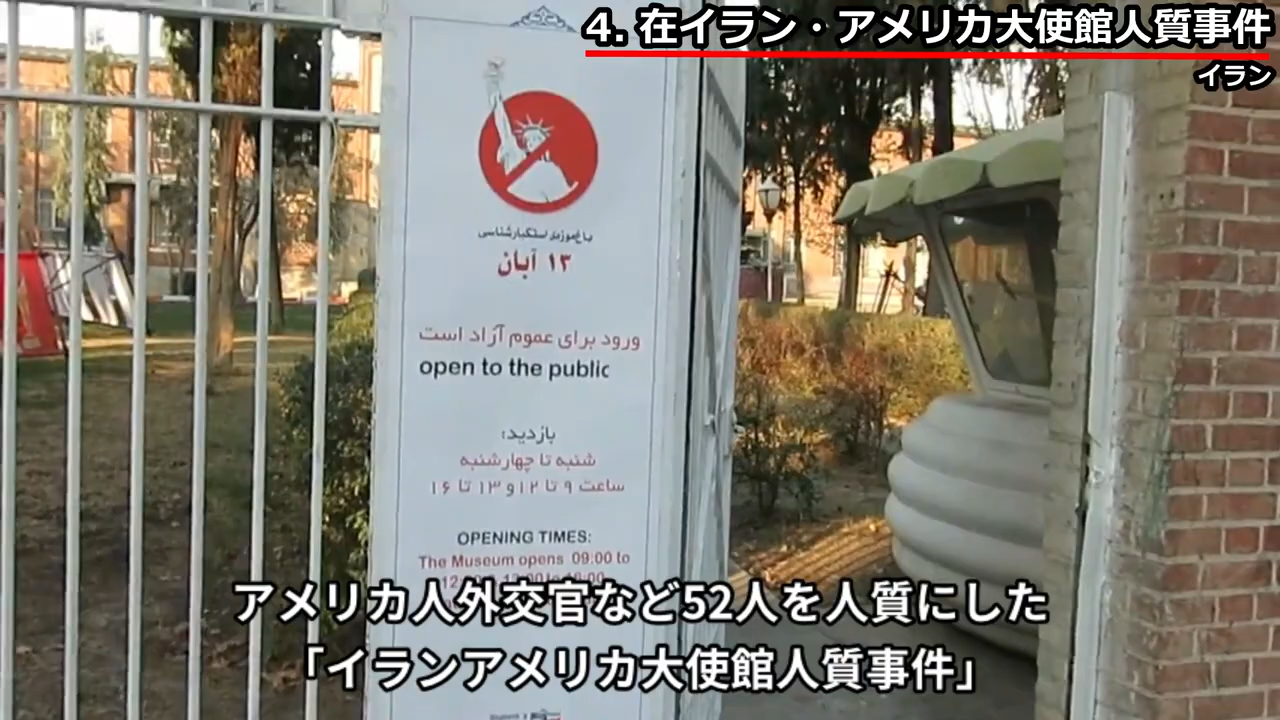 4. 在イラン・アメリカ大使館人質事件
イラン
باغ‌موزه‌ی استکبارشناسی
۱۳ آبان
ورود برای عموم آزاد است
open to the public
بازدید:
شنبه تا چهارشنبه
ساعت ۹ تا ۱۲ و ۱۳ تا ۱۶
OPENING TIMES:
The Museum opens 09:00 to
アメリカ人外交官など52人を人質にした
「イランアメリカ大使館人質事件」